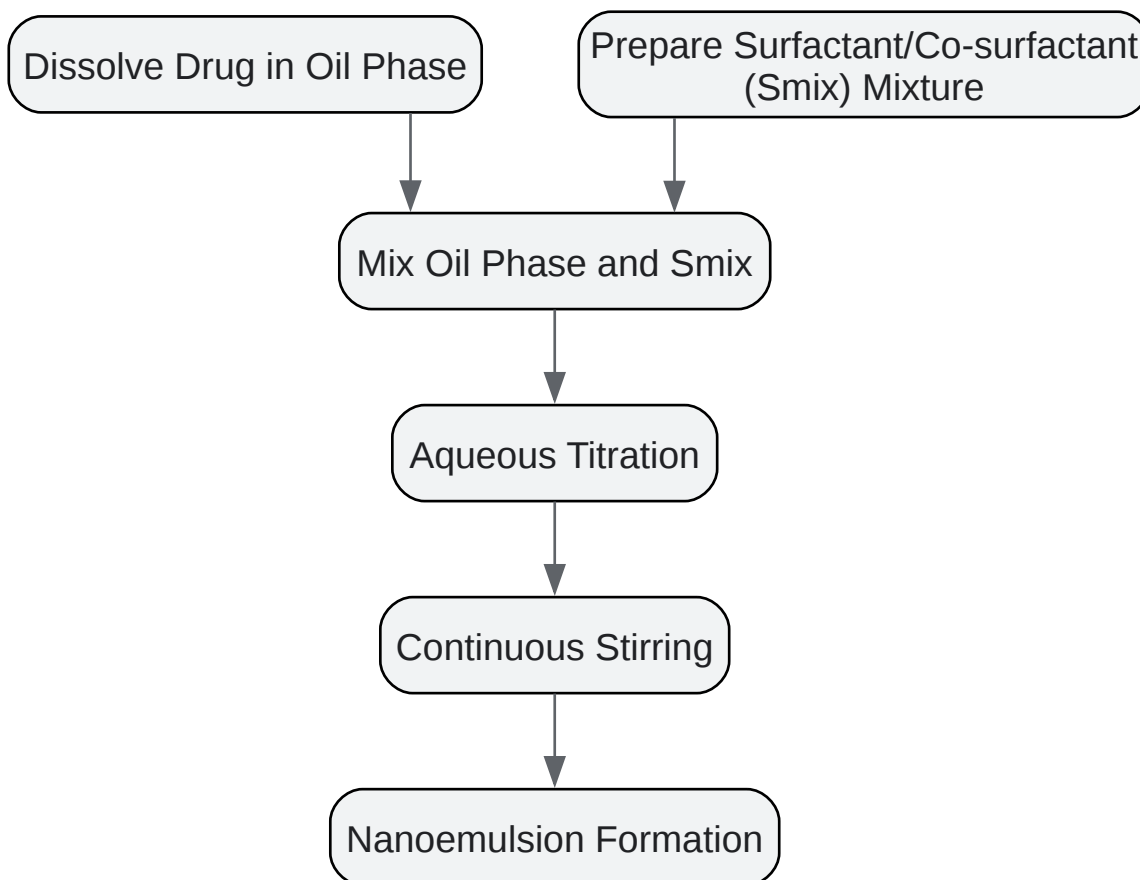 Dissolve Drug in Oil Phase
Prepare Surfactant/Co-surfactant
(Smix) Mixture
Mix Oil Phase and Smix
Aqueous Titration
Continuous Stirring
Nanoemulsion Formation